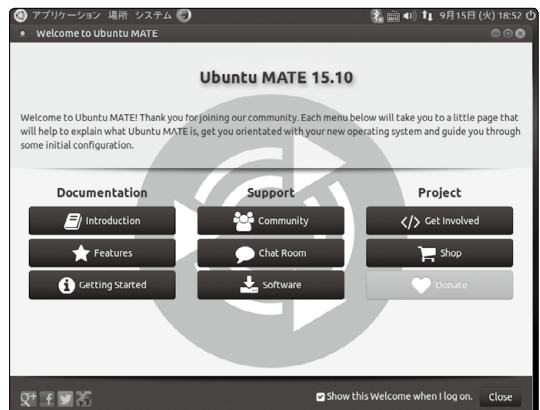 アプリケーション 場所 システム 9月15日 (火) 18:52
Welcome to Ubuntu MATE
Ubuntu MATE 15.10
Welcome to Ubuntu MATE! Thank you for joining our community. Each menu below will take you to a little page that
will help to explain what Ubuntu MATE is, get you orientated with your new operating system and guide you through
some initial configuration.
Documentation Support Project
Introduction Community Get Involved
Features Chat Room Shop
Getting Started Software Donate
Show this Welcome when I log on. Close